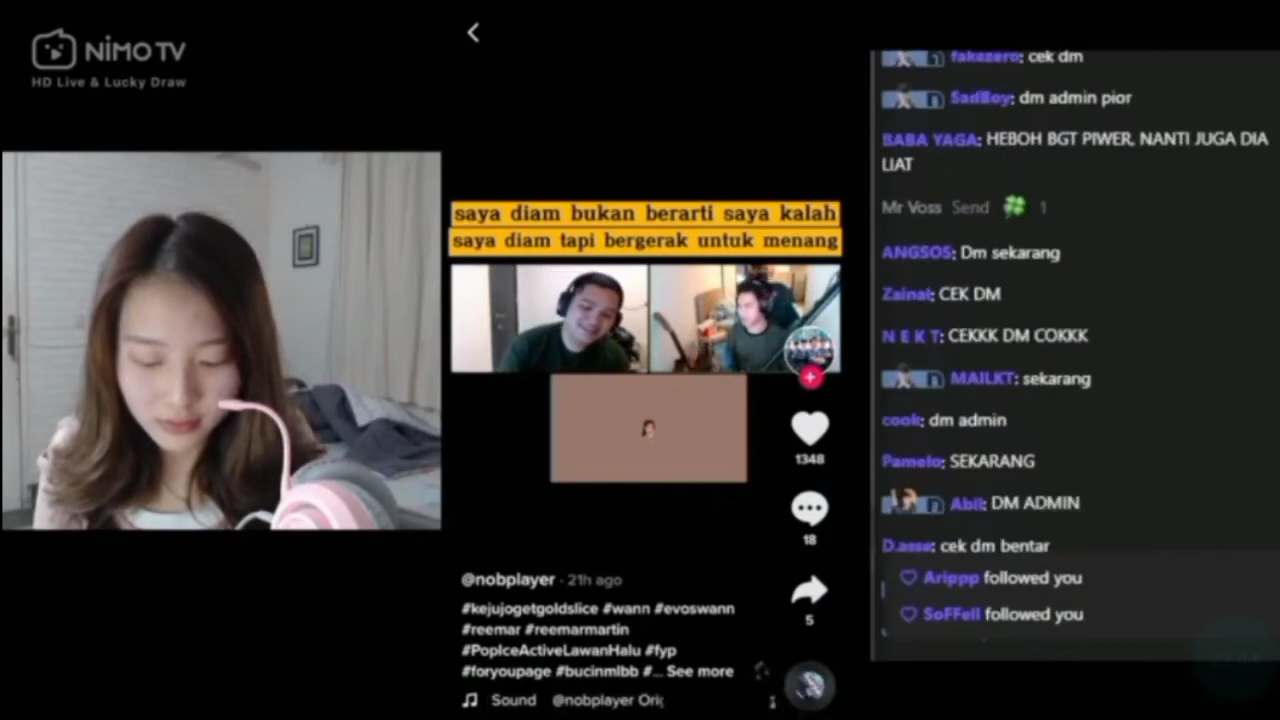 NiMO TV
HD Live & Lucky Draw
saya diam bukan berarti saya kalah
saya diam tapi bergerak untuk menang
1348
18
5
@nobplayer · 21h ago
#kejujogetgoldslice #wann #evoswann
#reemar #reemarmartin
#PopIceActiveLawanHalu #fyp
#foryoupage #bucinmlbb #... See more
Sound @nobplayer Orig
fakezero: cek dm
SadBoy: dm admin pior
BABA YAGA: HEBOH BGT PIWER, NANTI JUGA DIA
LIAT
Mr Voss Send 1
ANGSOS: Dm sekarang
Zainal: CEK DM
N E K T: CEKKK DM COKKK
MAILKT: sekarang
cook: dm admin
Pamelo: SEKARANG
Abil: DM ADMIN
D.asse: cek dm bentar
Arippp followed you
SoFFell followed you